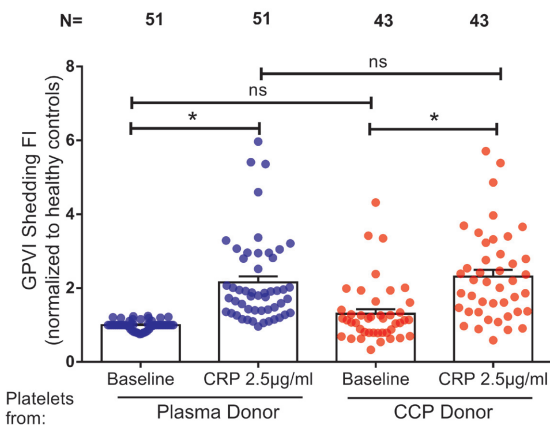 N= 51 51 43 43
ns
ns
* *
GPVI Shedding FI
(normalized to healthy controls)
8
6
4
2
0
Baseline CRP 2.5µg/ml Baseline CRP 2.5µg/ml
Platelets
from: Plasma Donor CCP Donor